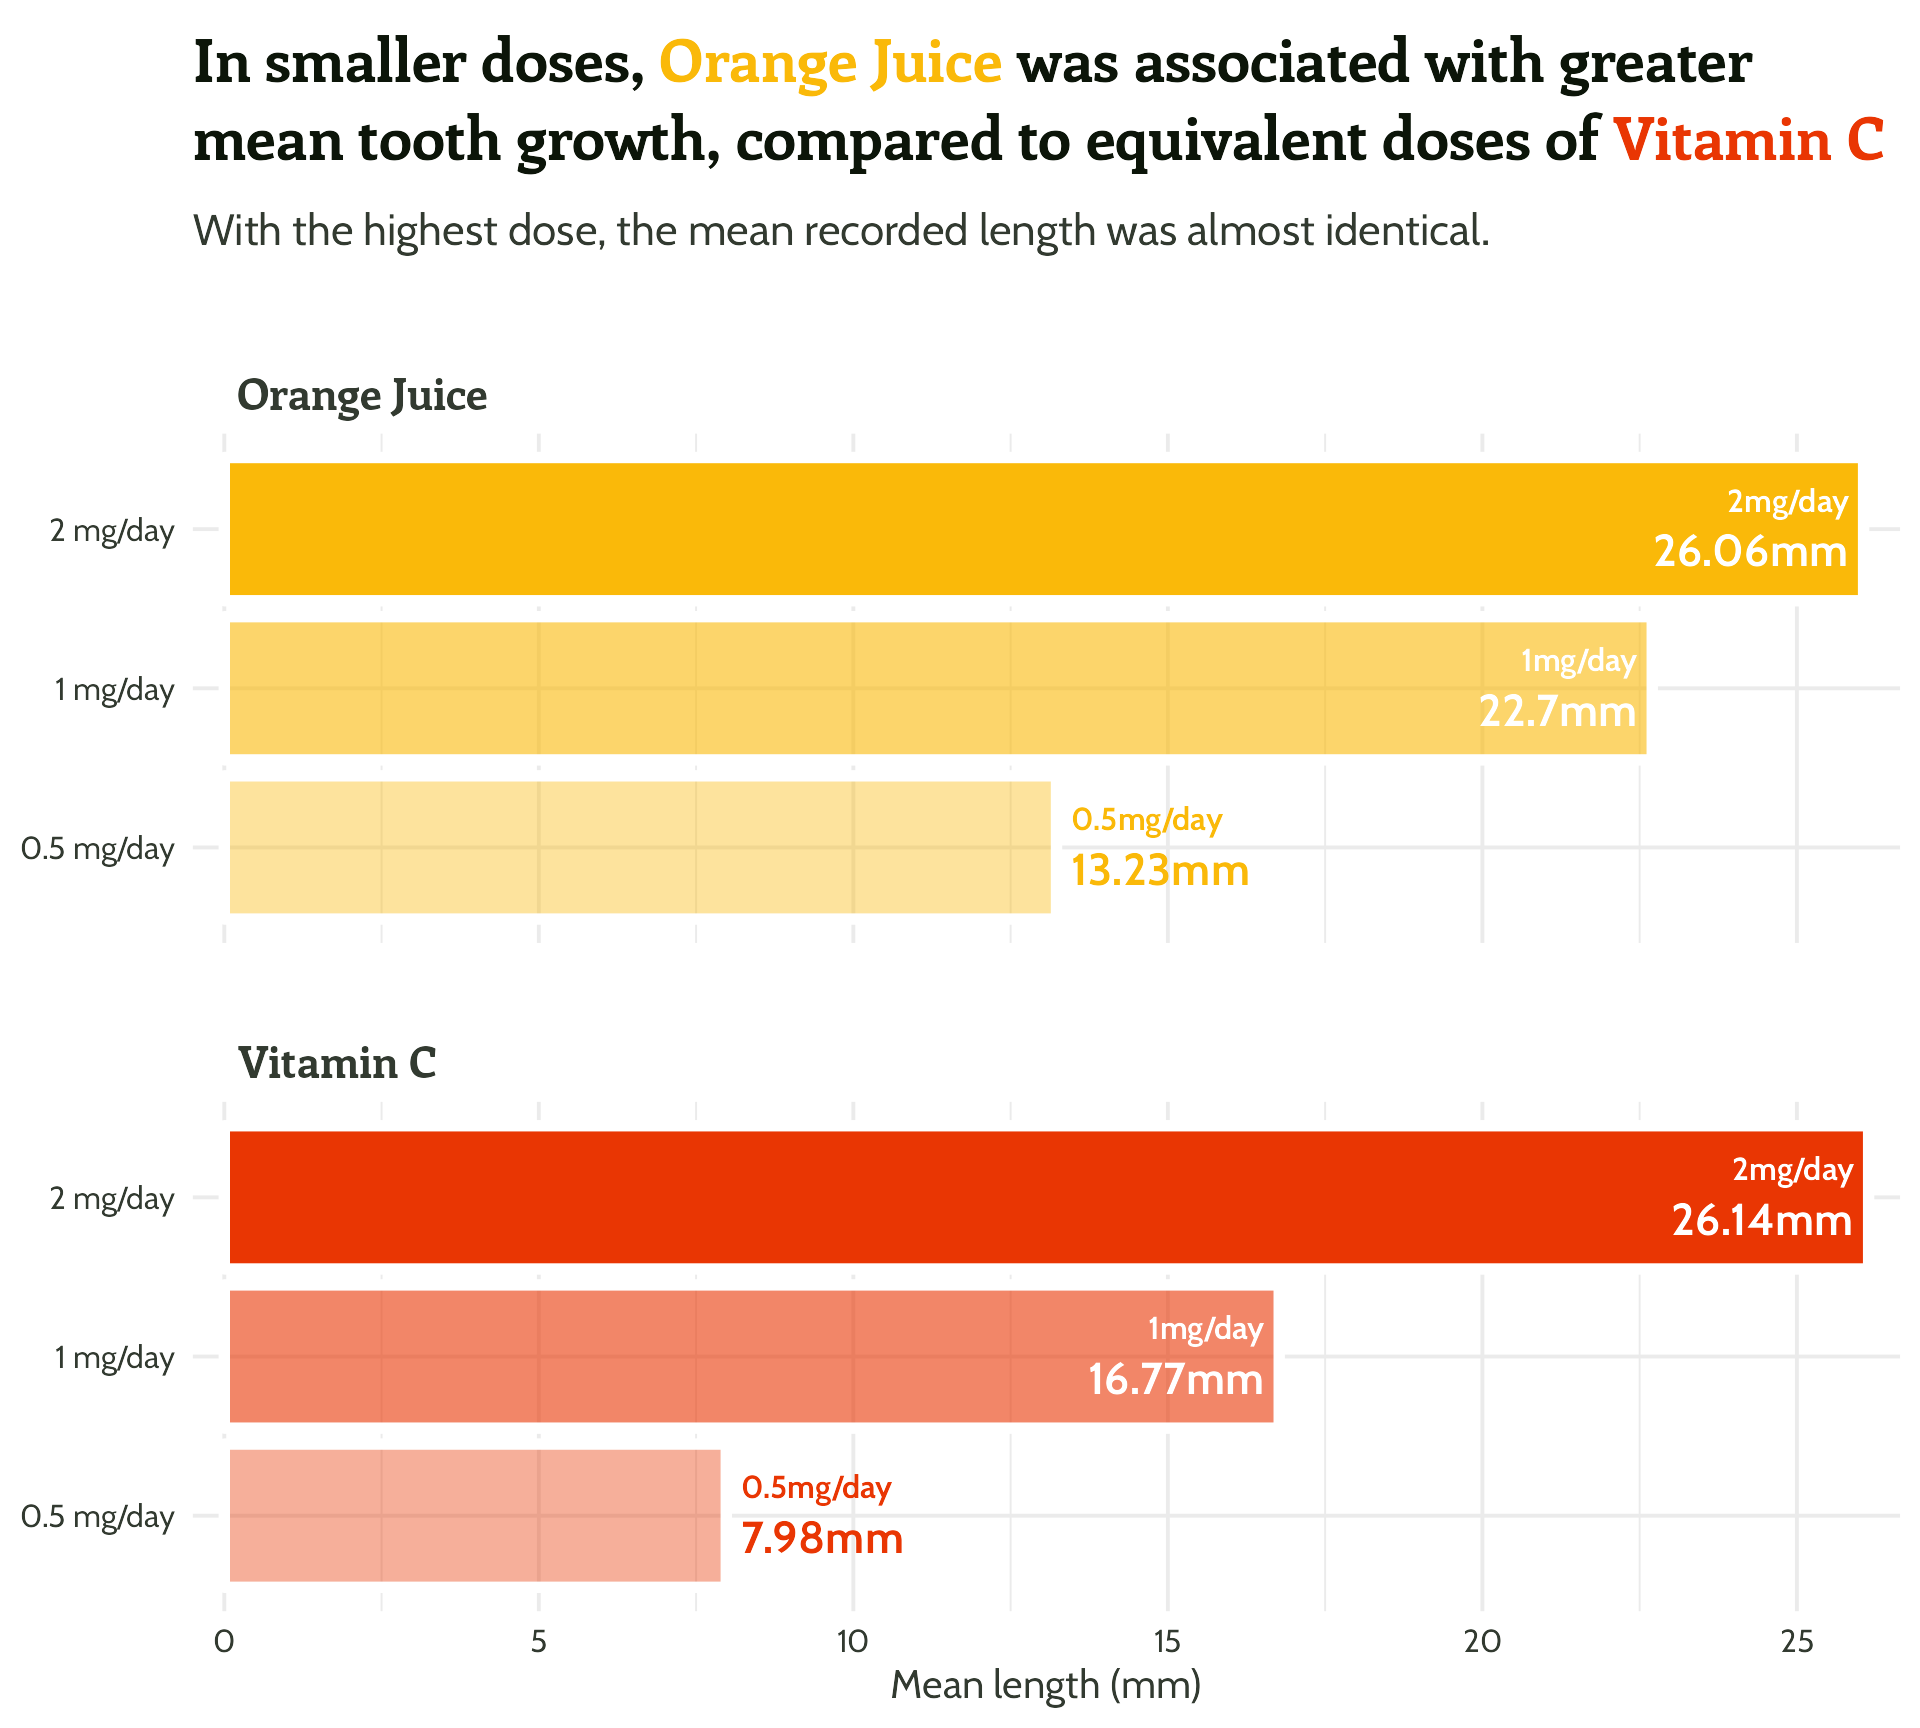 In smaller doses, Orange Juice was associated with greater
mean tooth growth, compared to equivalent doses of Vitamin C
With the highest dose, the mean recorded length was almost identical.
Orange Juice
2 mg/day
2mg/day
26.06mm
1 mg/day
1mg/day
22.7mm
0.5 mg/day
0.5mg/day
13.23mm
Vitamin C
2 mg/day
2mg/day
26.14mm
1 mg/day
1mg/day
16.77mm
0.5 mg/day
0.5mg/day
7.98mm
0 5 10 15 20 25
Mean length (mm)